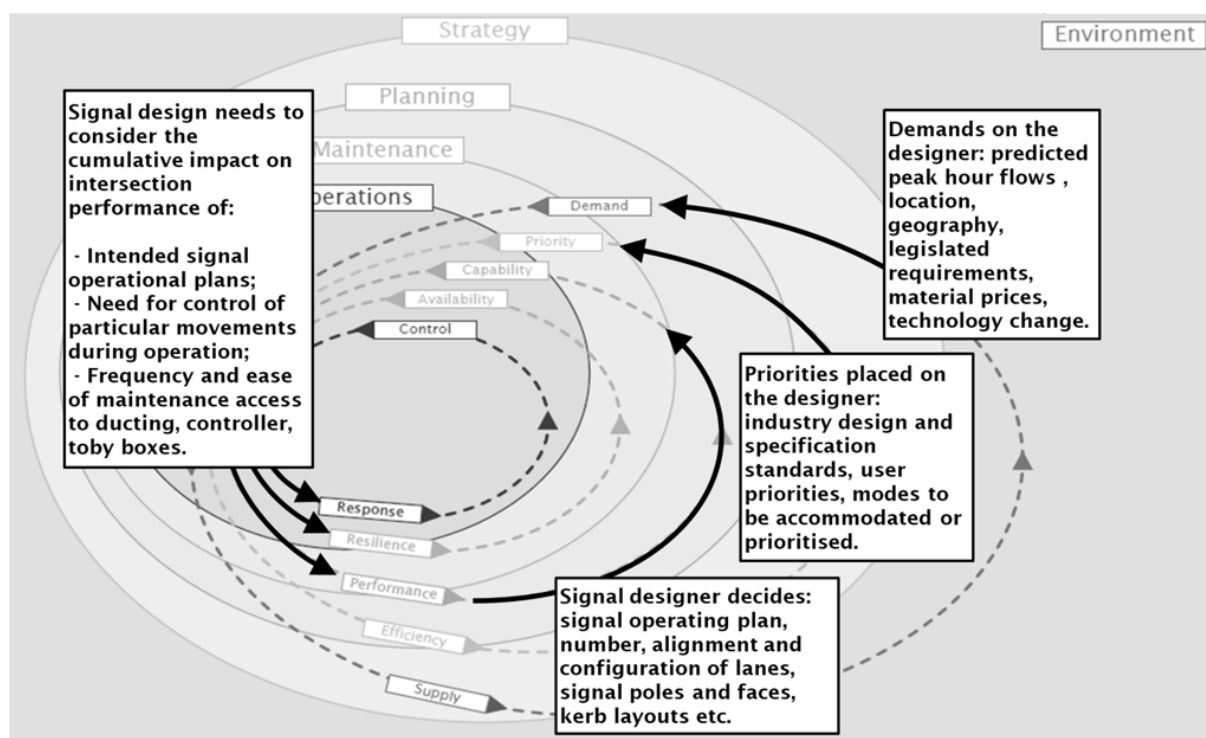 Strategy
Environment
Planning
Maintenance
perations
Signal design needs to
consider the
cumulative impact on
intersection
performance of:
- Intended signal
operational plans;
- Need for control of
particular movements
during operation;
- Frequency and ease
of maintenance access
to ducting, controller,
toby boxes.
Demand
Priority
Capability
Availability
Control
Demands on the
designer: predicted
peak hour flows ,
location,
geography,
legislated
requirements,
material prices,
technology change.
Priorities placed on
the designer:
industry design and
specification
standards, user
priorities, modes to
be accommodated or
prioritised.
Response
Resilience
Performance
Efficiency
Supply
Signal designer decides:
signal operating plan,
number, alignment and
configuration of lanes,
signal poles and faces,
kerb layouts etc.